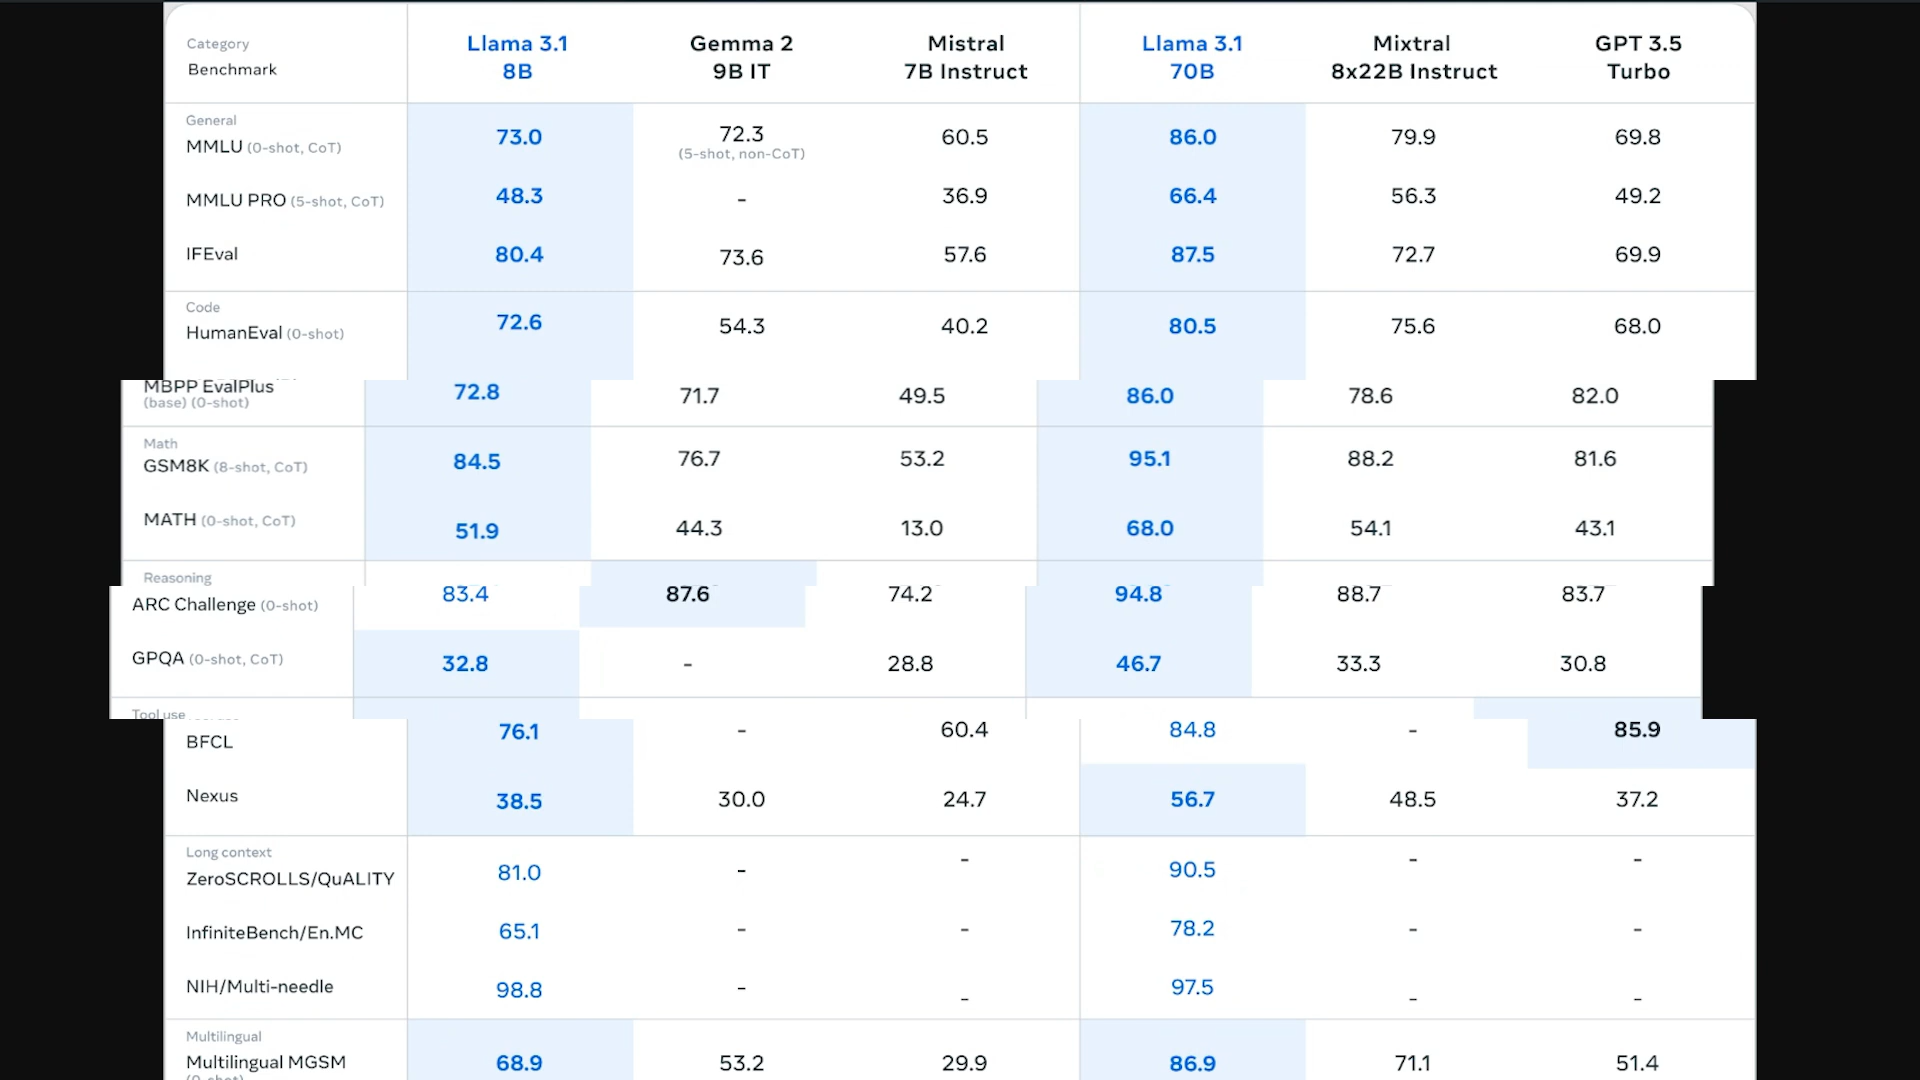 Category
Benchmark
Llama 3.1 8B
Gemma 2 9B IT
Mistral 7B Instruct
Llama 3.1 70B
Mixtral 8x22B Instruct
GPT 3.5 Turbo
General
MMLU (0-shot, CoT) 73.0 72.3 (5-shot, non-CoT) 60.5 86.0 79.9 69.8
MMLU PRO (5-shot, CoT) 48.3 - 36.9 66.4 56.3 49.2
IFEval 80.4 73.6 57.6 87.5 72.7 69.9
Code
HumanEval (0-shot) 72.6 54.3 40.2 80.5 75.6 68.0
MBPP EvalPlus (base) (0-shot) 72.8 71.7 49.5 86.0 78.6 82.0
Math
GSM8K (8-shot, CoT) 84.5 76.7 53.2 95.1 88.2 81.6
MATH (0-shot, CoT) 51.9 44.3 13.0 68.0 54.1 43.1
Reasoning
ARC Challenge (0-shot) 83.4 87.6 74.2 94.8 88.7 83.7
GPQA (0-shot, CoT) 32.8 - 28.8 46.7 33.3 30.8
Tool use
BFCL 76.1 - 60.4 84.8 - 85.9
Nexus 38.5 30.0 24.7 56.7 48.5 37.2
Long context
ZeroSCROLLS/QuALITY 81.0 - - 90.5 - -
InfiniteBench/En.MC 65.1 - - 78.2 - -
NIH/Multi-needle 98.8 - - 97.5 - -
Multilingual
Multilingual MGSM 68.9 53.2 29.9 86.9 71.1 51.4